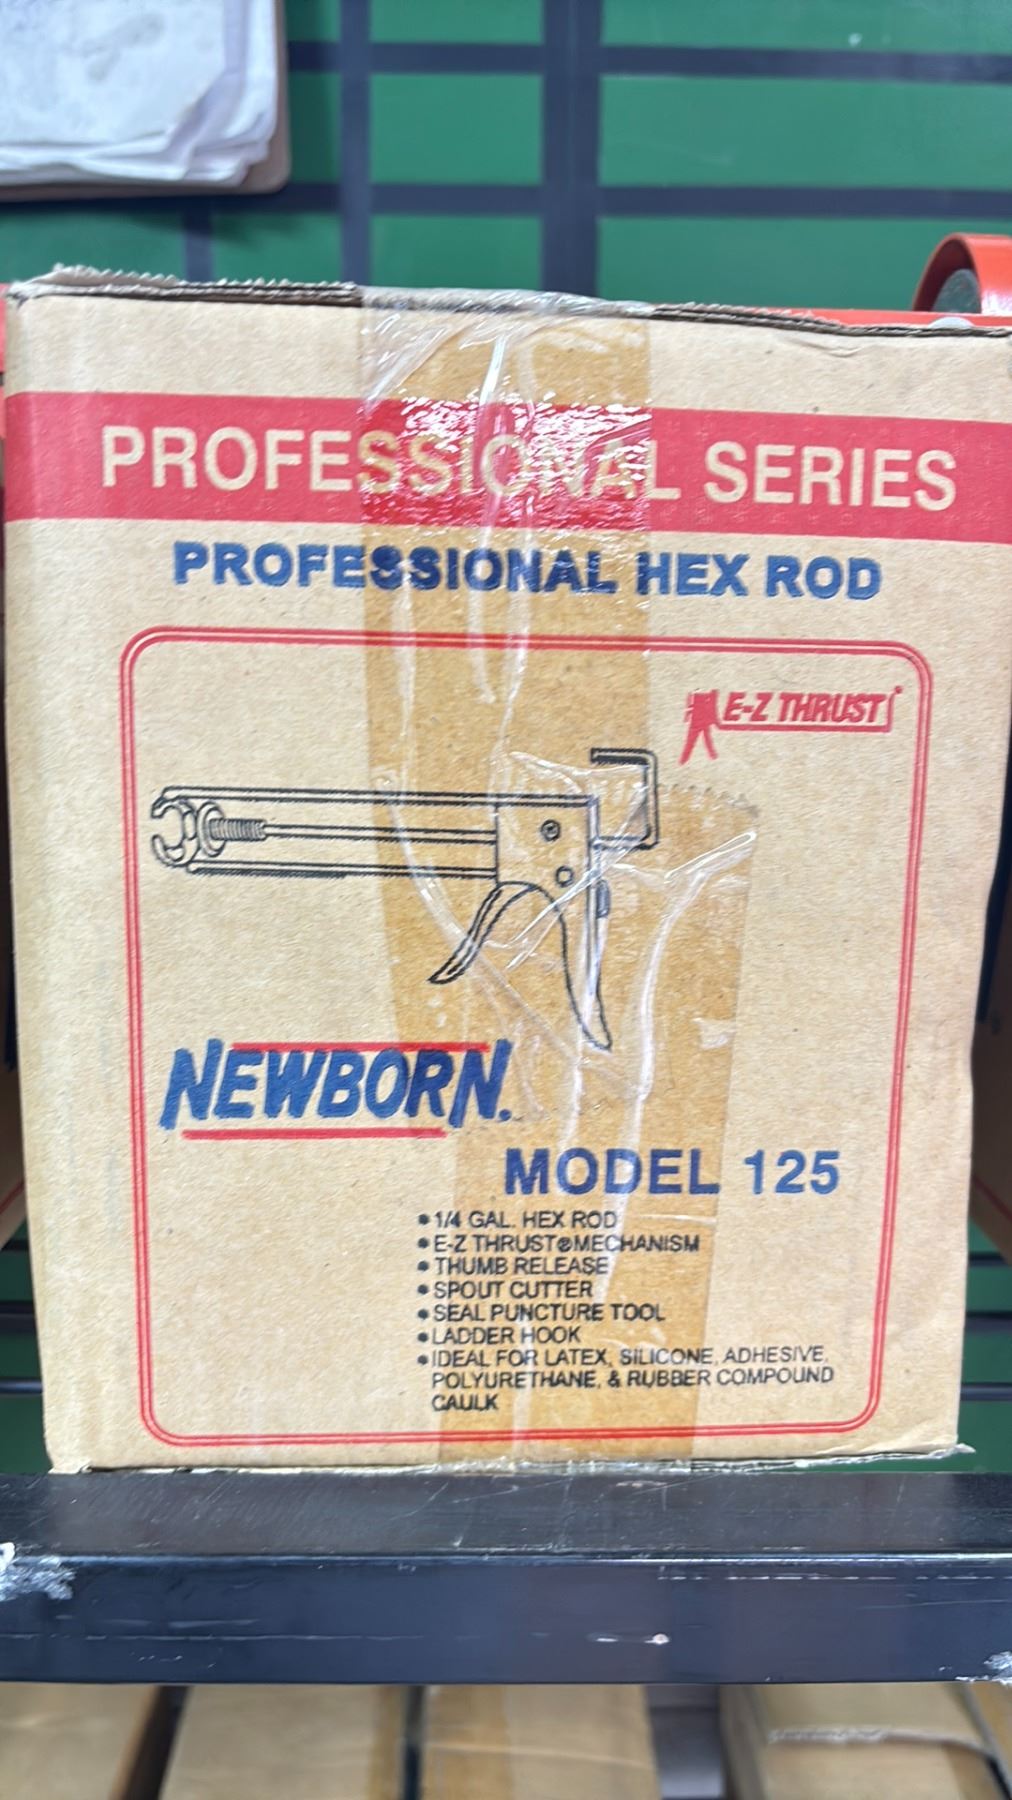 PROFESSIONAL SERIES
PROFESSIONAL HEX ROD
E-Z THRUST®
NEWBORN.
MODEL 125
•1/4 GAL. HEX ROD
•E-Z THRUST®MECHANISM
•THUMB RELEASE
•SPOUT CUTTER
•SEAL PUNCTURE TOOL
•LADDER HOOK
•IDEAL FOR LATEX, SILICONE, ADHESIVE,
POLYURETHANE, & RUBBER COMPOUND
CAULK